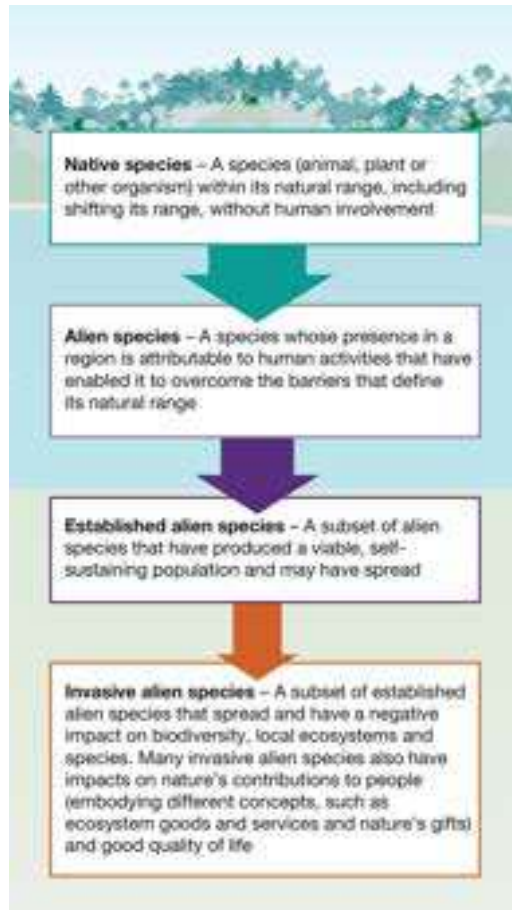 Native species – A species (animal, plant or
other organism) within its natural range, including
shifting its range, without human involvement
Alien species – A species whose presence in a
region is attributable to human activities that have
enabled it to overcome the barriers that define
its natural range
Established alien species – A subset of alien
species that have produced a viable, self-
sustaining population and may have spread
Invasive alien species – A subset of established
alien species that spread and have a negative
impact on biodiversity, local ecosystems and
species. Many invasive alien species also have
impacts on nature's contributions to people
(embodying different concepts, such as
ecosystem goods and services and nature's gifts)
and good quality of life